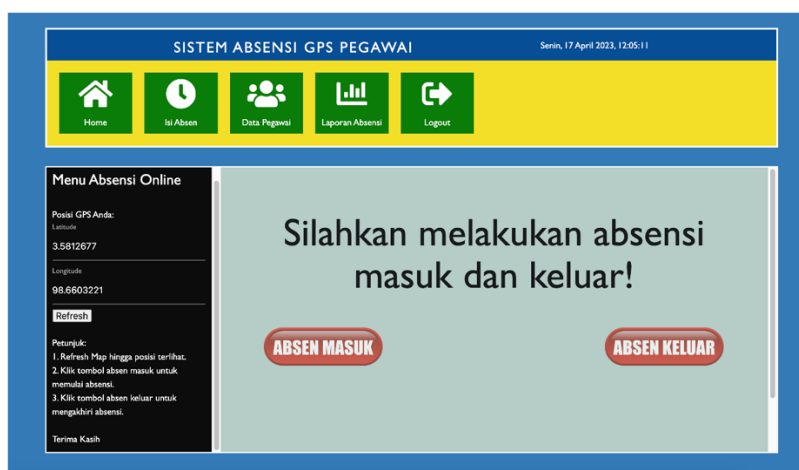 SISTEM ABSENSI GPS PEGAWAI
Senin, 17 April 2023, 12:05:11
Home
Isi Absen
Data Pegawai
Laporan Absensi
Logout
Menu Absensi Online
Posisi GPS Anda:
Latitude
3.5812677
Longitude
98.6603221
Refresh
Petunjuk:
1. Refresh Map hingga posisi terlihat.
2. Klik tombol absen masuk untuk
memulai absensi.
3. Klik tombol absen keluar untuk
mengakhiri absensi.
Terima Kasih
Silahkan melakukan absensi
masuk dan keluar!
ABSEN MASUK
ABSEN KELUAR